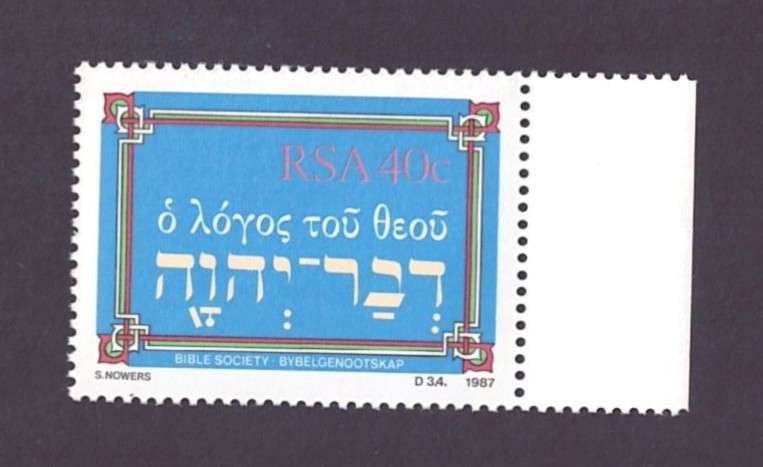 RSA 40c
ὁ λόγος τοῦ θεοῦ
דְּבַר־יְהוָֹה
BIBLE SOCIETY · BYBELGENOOTSKAP
S.NOWERS D 3.4. 1987